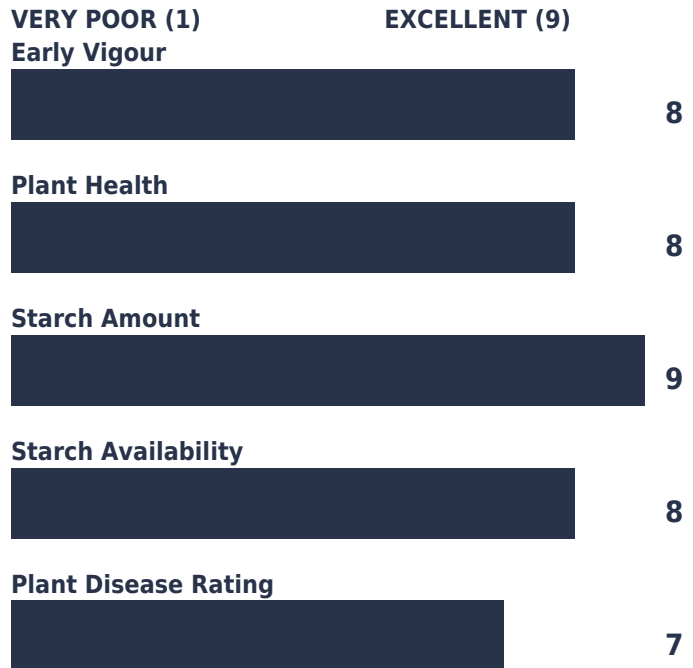 VERY POOR (1) EXCELLENT (9)
Early Vigour
8
Plant Health
8
Starch Amount
9
Starch Availability
8
Plant Disease Rating
7